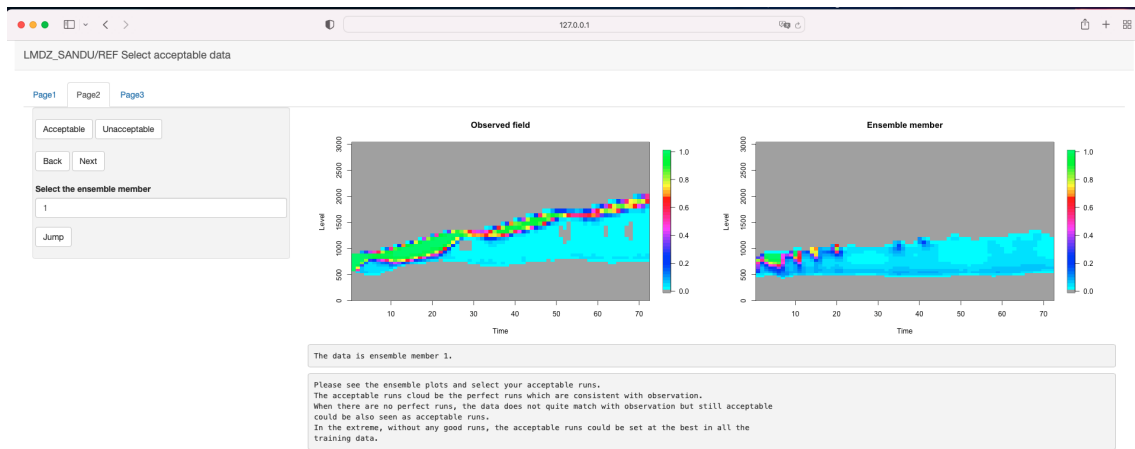 127.0.0.1
LMDZ_SANDU/REF Select acceptable data
Page1 Page2 Page3
Acceptable Unacceptable
Back Next
Select the ensemble member
1
Jump
Observed field
Level
3000
2500
2000
1500
1000
500
0
10 20 30 40 50 60 70
Time
1.0
0.8
0.6
0.4
0.2
0.0
Ensemble member
Level
3000
2500
2000
1500
1000
500
0
10 20 30 40 50 60 70
Time
1.0
0.8
0.6
0.4
0.2
0.0
The data is ensemble member 1.
Please see the ensemble plots and select your acceptable runs.
The acceptable runs cloud be the perfect runs which are consistent with observation.
When there are no perfect runs, the data does not quite match with observation but still acceptable
could be also seen as acceptable runs.
In the extreme, without any good runs, the acceptable runs could be set at the best in all the
training data.